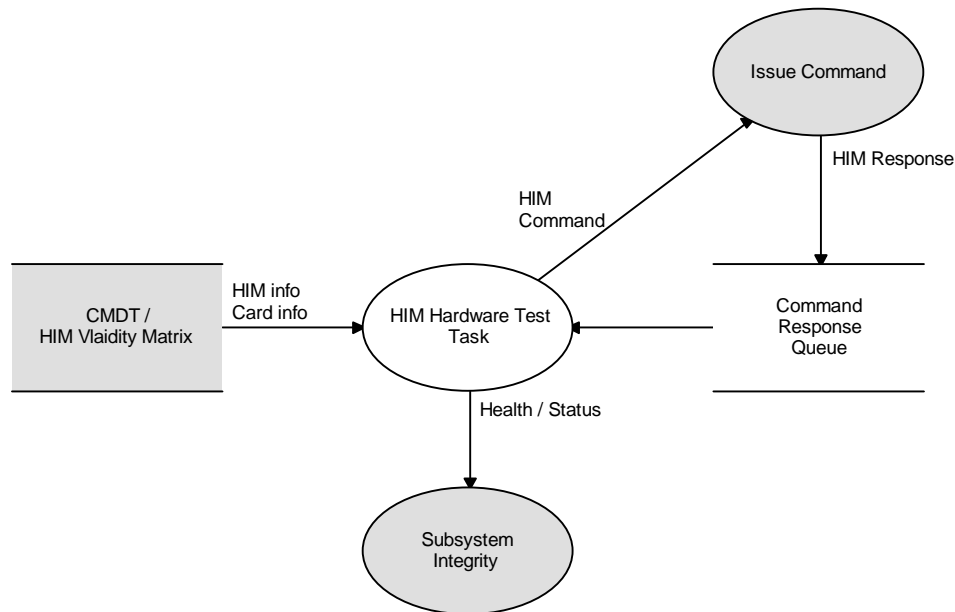 Issue Command
HIM Response
HIM
Command
CMDT /
HIM Vlaidity Matrix
HIM info
Card info
HIM Hardware Test
Task
Command
Response
Queue
Health / Status
Subsystem
Integrity